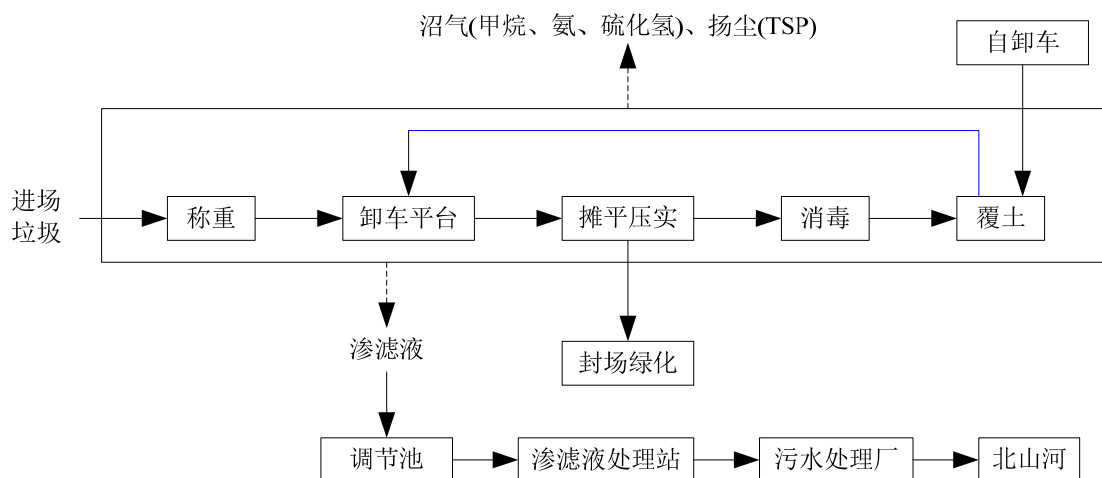 沼气(甲烷、氨、硫化氢)、扬尘(TSP)
自卸车
进场
垃圾
称重
卸车平台
摊平压实
消毒
覆土
渗滤液
封场绿化
调节池
渗滤液处理站
污水处理厂
北山河